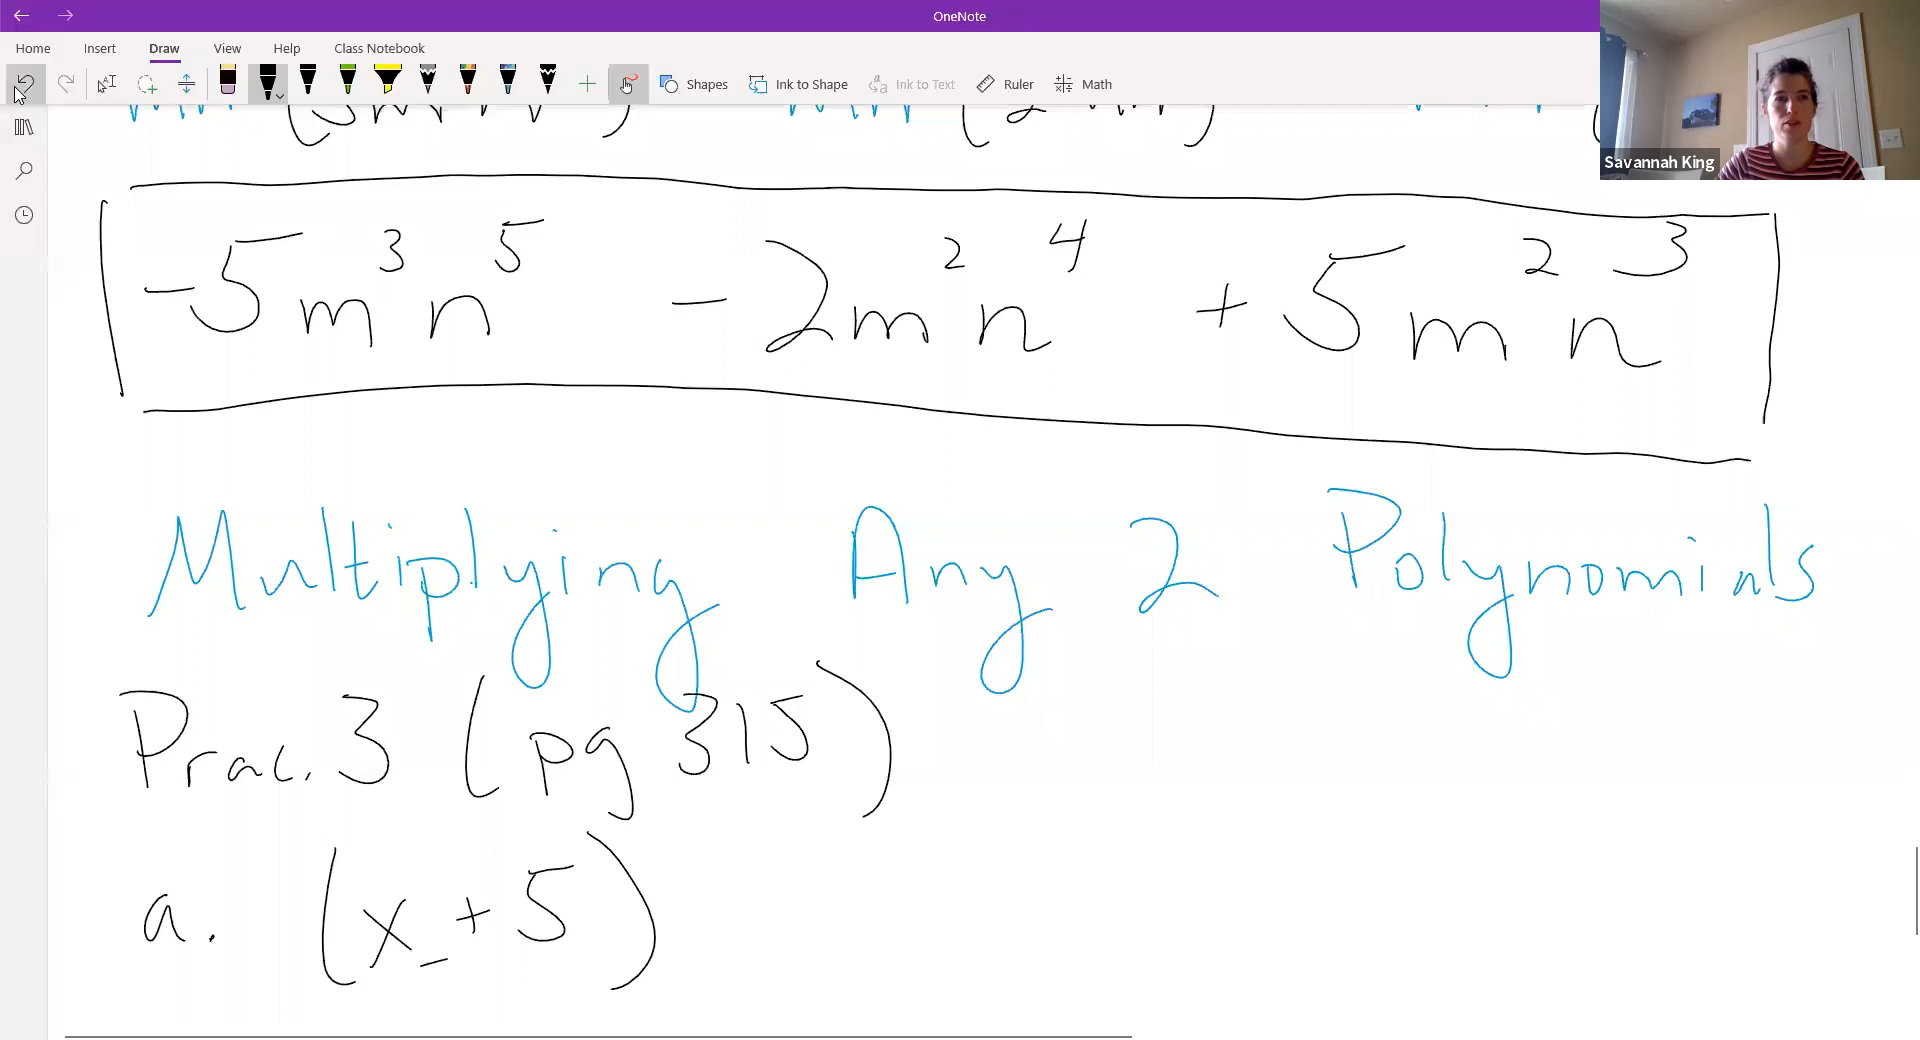 OneNote
Home Insert Draw View Help Class Notebook
Shapes Ink to Shape Ink to Text Ruler Math
Savannah King
-5m³n⁵ - 2m²n⁴ + 5m²n³
Multiplying Any 2 Polynomials
Prac. 3 (pg 315)
a. (x + 5)